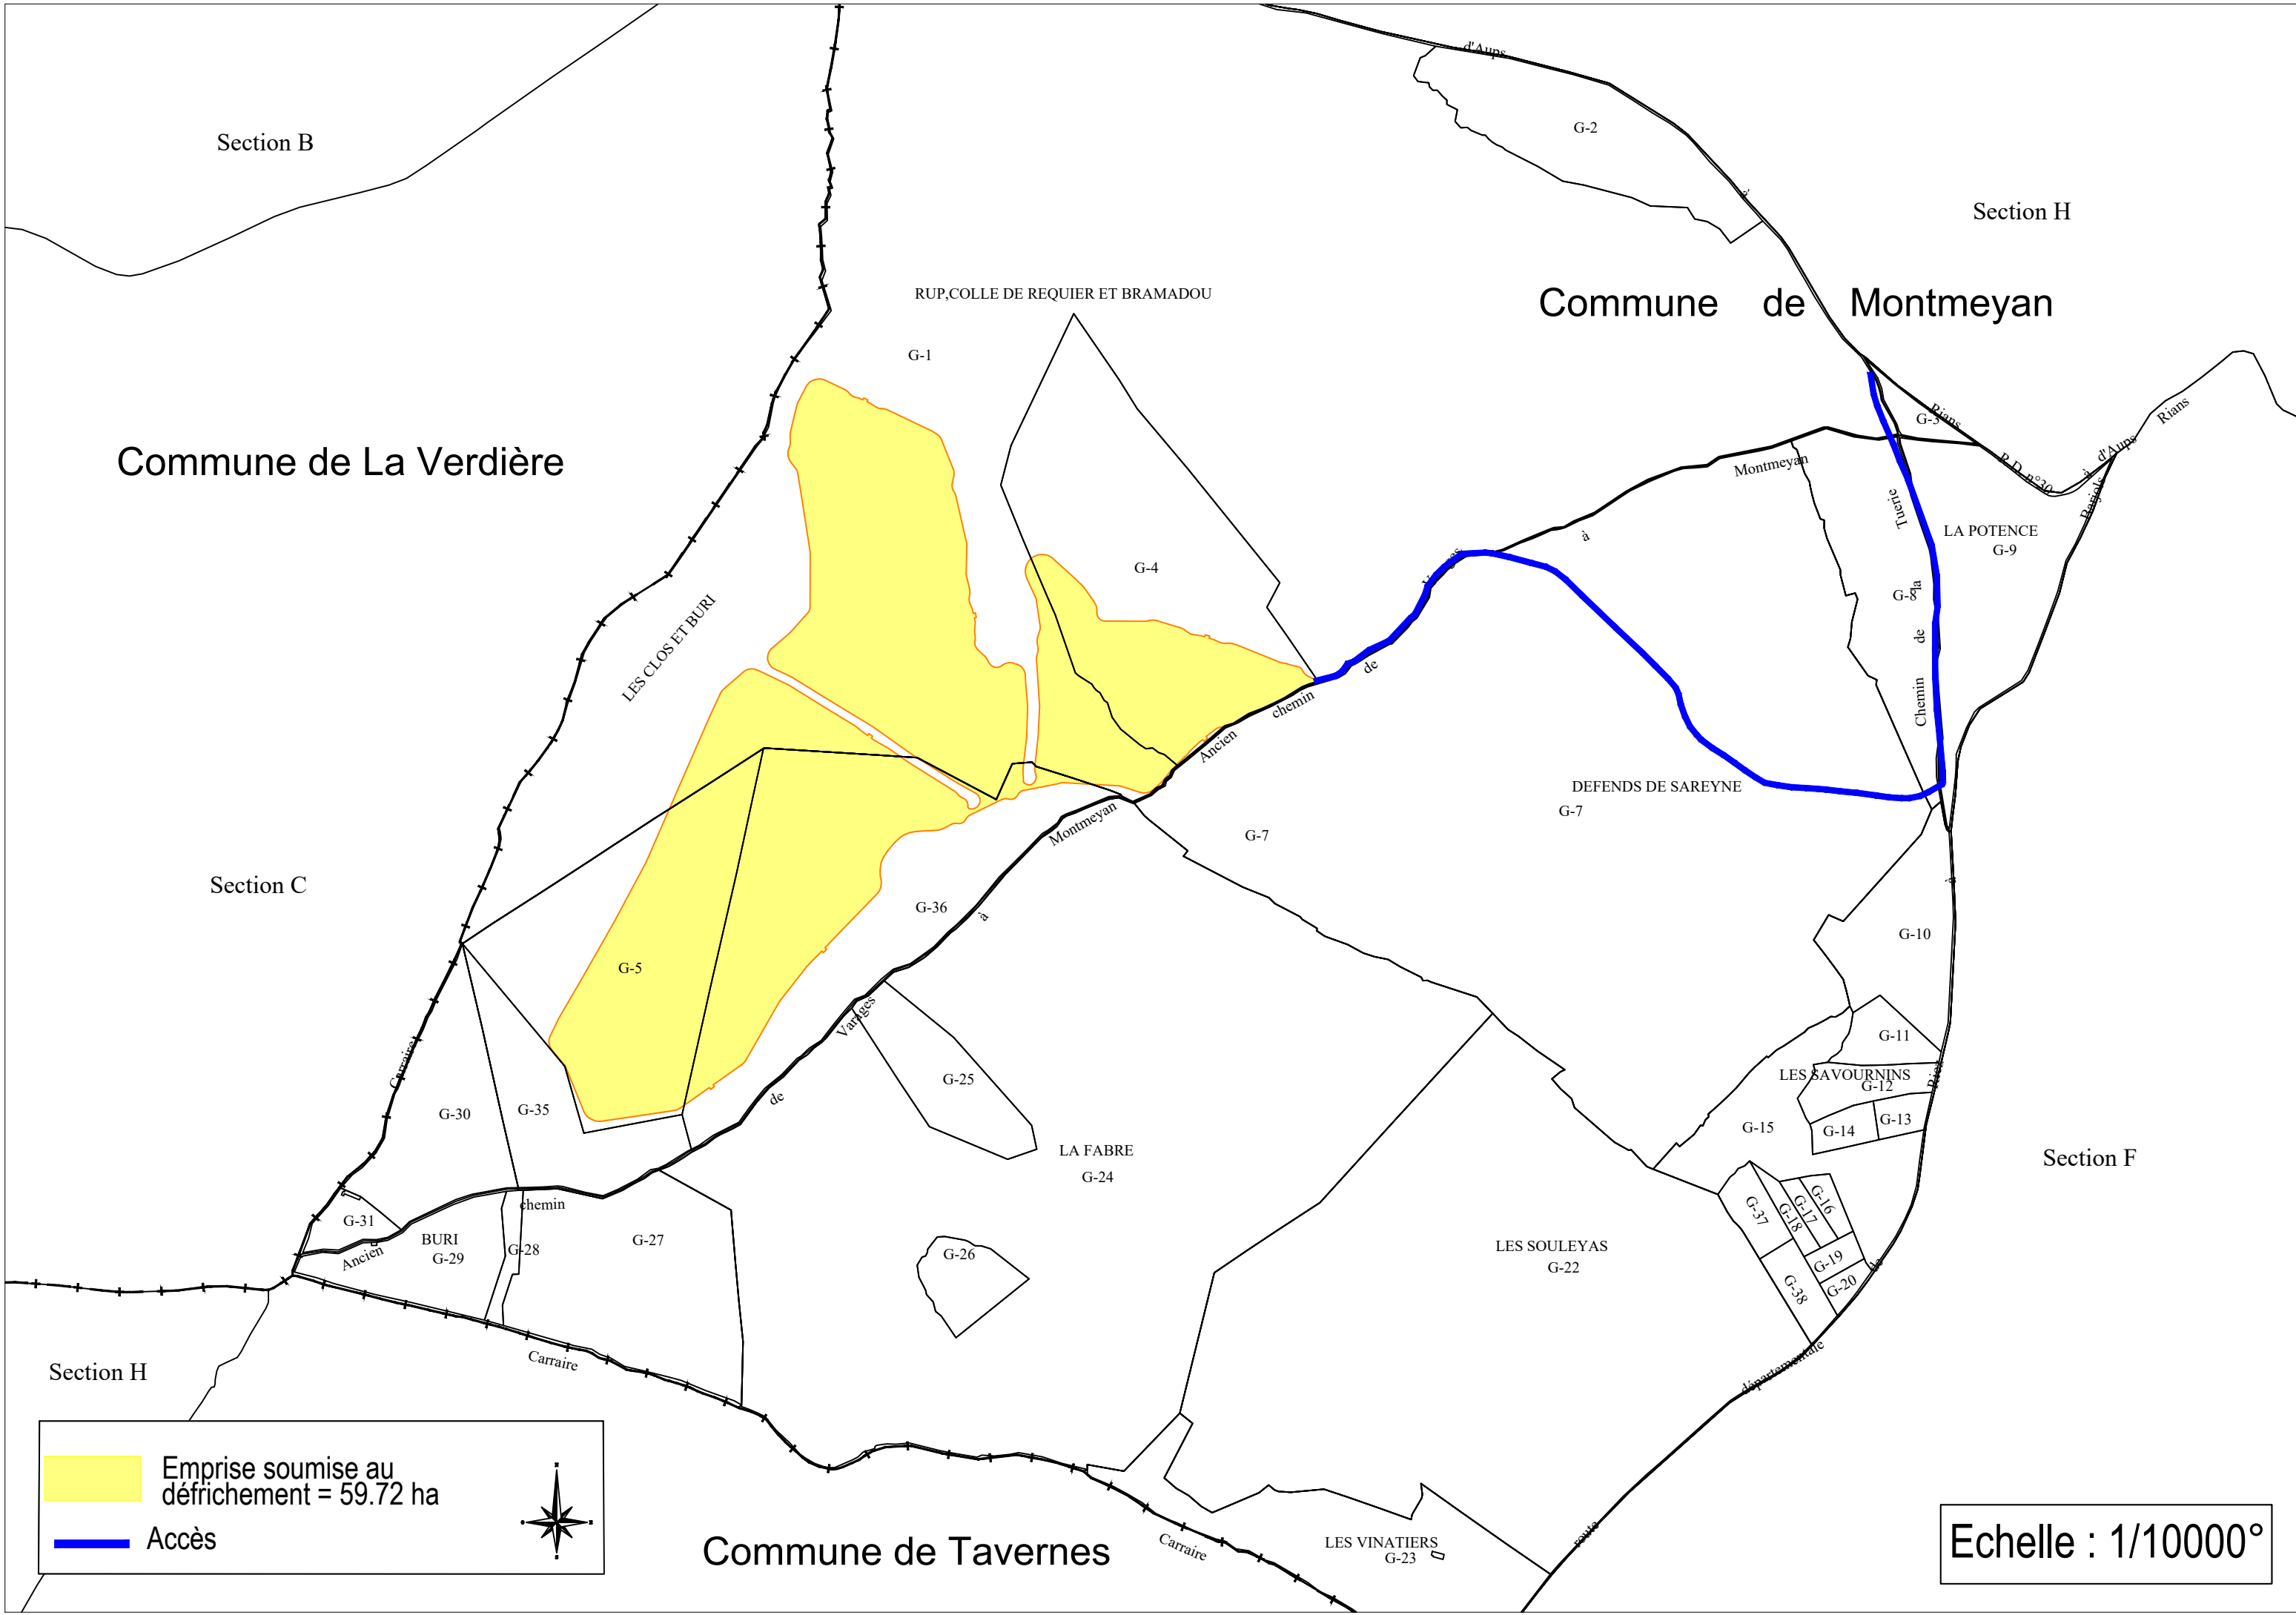 d'Aups
G-2
Section B
à
Section H
RUP,COLLE DE REQUIER ET BRAMADOU
Commune de Montmeyan
G-1
Rians
G-3
Rians
d'Aups
à
R.D. n°30
Commune de La Verdière
Montmeyan
Barjols
Tuerie
LA POTENCE
G-9
à
G-4
la
G-8
LES CLOS ET BURI
de
de
Chemin
chemin
Ancien
DEFENDS DE SAREYNE
G-7
Montmeyan
G-7
Section C
à
G-36
à
G-10
G-5
Varages
G-11
Carraire
LES SAVOURNINS
G-12
Riez
G-25
de
G-30
G-35
G-13
G-14
G-15
LA FABRE
G-24
Section F
G-16
G-17
G-18
G-37
chemin
G-31
BURI
G-29
G-28
G-27
Ancien
G-26
LES SOULEYAS
G-22
G-19
G-20
G-38
de
départementale
Carraire
Section H
Emprise soumise au
défrichement = 59.72 ha
Accès
Commune de Tavernes
Carraire
LES VINATIERS
G-23
route
Echelle : 1/10000°